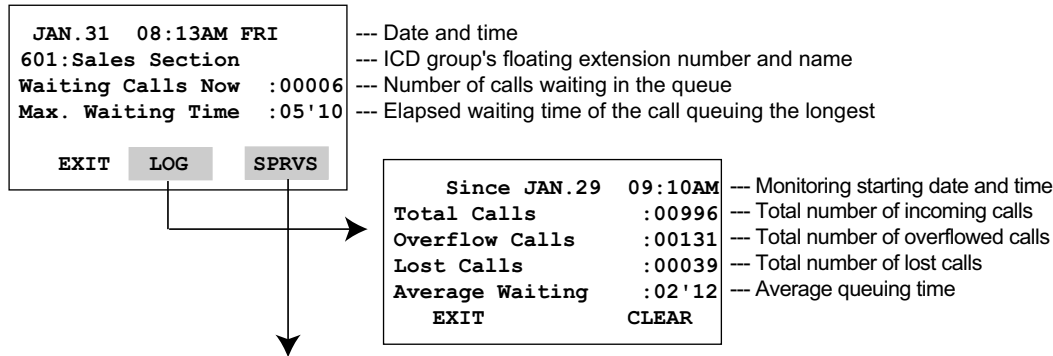 JAN.31 08:13AM FRI --- Date and time
601:Sales Section --- ICD group's floating extension number and name
Waiting Calls Now :00006 --- Number of calls waiting in the queue
Max. Waiting Time :05'10 --- Elapsed waiting time of the call queuing the longest
EXIT LOG SPRVS
Since JAN.29 09:10AM --- Monitoring starting date and time
Total Calls :00996 --- Total number of incoming calls
Overflow Calls :00131 --- Total number of overflowed calls
Lost Calls :00039 --- Total number of lost calls
Average Waiting :02'12 --- Average queuing time
EXIT CLEAR